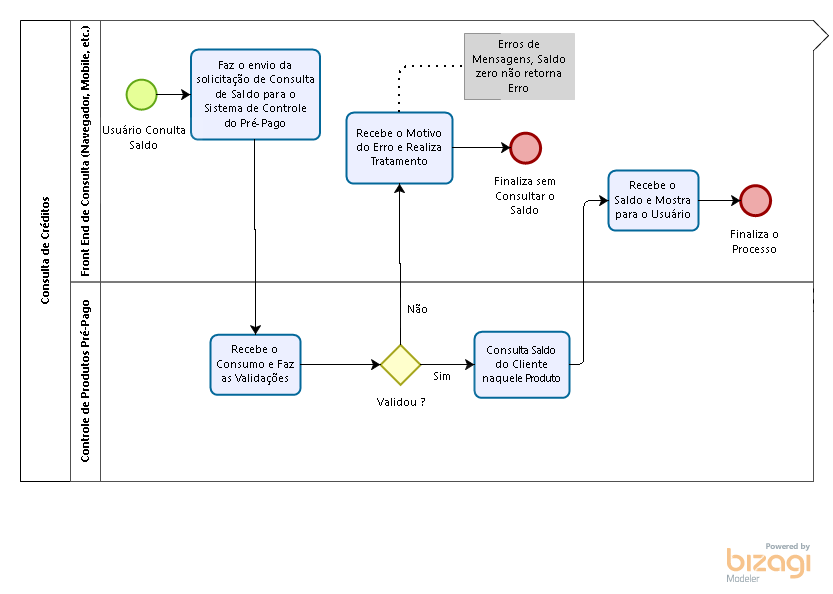 Consulta de Créditos
Front End de Consulta (Navegador, Mobile, etc.)
Usuário Conulta
Saldo
Faz o envio da
solicitação de Consulta
de Saldo para o
Sistema de Controle
do Pré-Pago
Erros de
Mensagens, Saldo
zero não retorna
Erro
Recebe o Motivo
do Erro e Realiza
Tratamento
Finaliza sem
Consultar o
Saldo
Recebe o
Saldo e Mostra
para o Usuário
Finaliza o
Processo
Controle de Produtos Pré-Pago
Recebe o
Consumo e Faz
as Validações
Validou ?
Não
Sim
Consulta Saldo
do Cliente
naquele Produto
Powered by
bizagi
Modeler